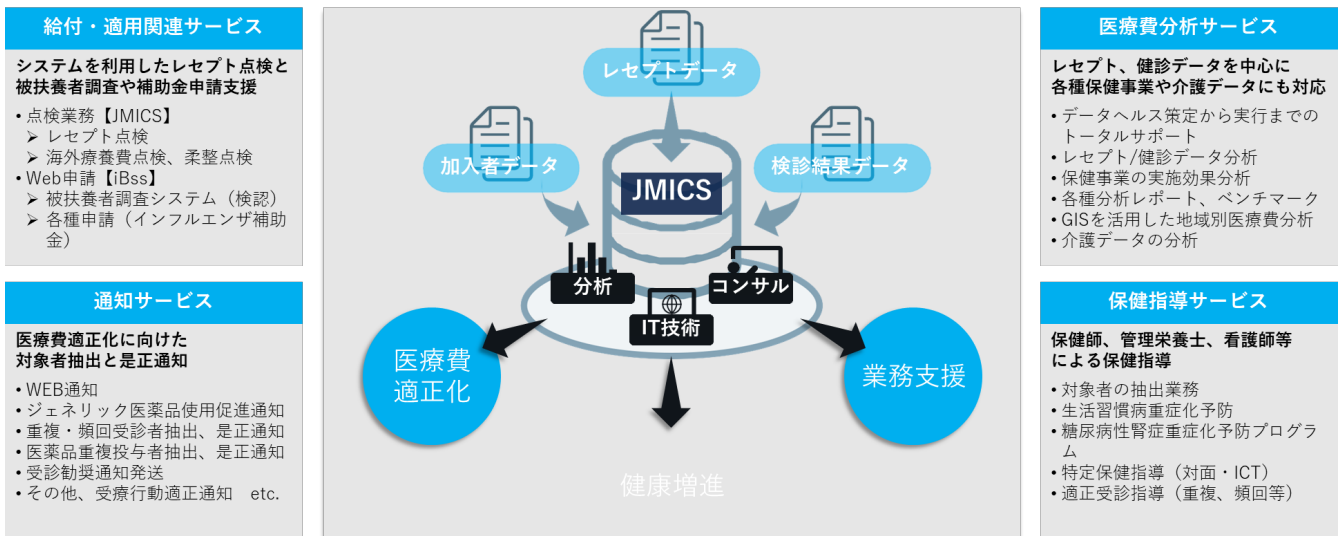 給付・適用関連サービス
システムを利用したレセプト点検と
被扶養者調査や補助金申請支援
• 点検業務【JMICS】
➢ レセプト点検
➢ 海外療養費点検、柔整点検
• Web申請【iBss】
➢ 被扶養者調査システム（検認）
➢ 各種申請（インフルエンザ補助
金）
通知サービス
医療費適正化に向けた
対象者抽出と是正通知
• WEB通知
• ジェネリック医薬品使用促進通知
• 重複・頻回受診者抽出、是正通知
• 医薬品重複投与者抽出、是正通知
• 受診勧奨通知発送
• その他、受療行動適正通知　etc.
レセプトデータ
加入者データ
検診結果データ
JMICS
分析
コンサル
IT技術
医療費
適正化
業務支援
健康増進
医療費分析サービス
レセプト、健診データを中心に
各種保健事業や介護データにも対応
• データヘルス策定から実行までの
トータルサポート
• レセプト/健診データ分析
• 保健事業の実施効果分析
• 各種分析レポート、ベンチマーク
• GISを活用した地域別医療費分析
• 介護データの分析
保健指導サービス
保健師、管理栄養士、看護師等
による保健指導
• 対象者の抽出業務
• 生活習慣病重症化予防
• 糖尿病性腎症重症化予防プログラ
ム
• 特定保健指導（対面・ICT）
• 適正受診指導（重複、頻回等）